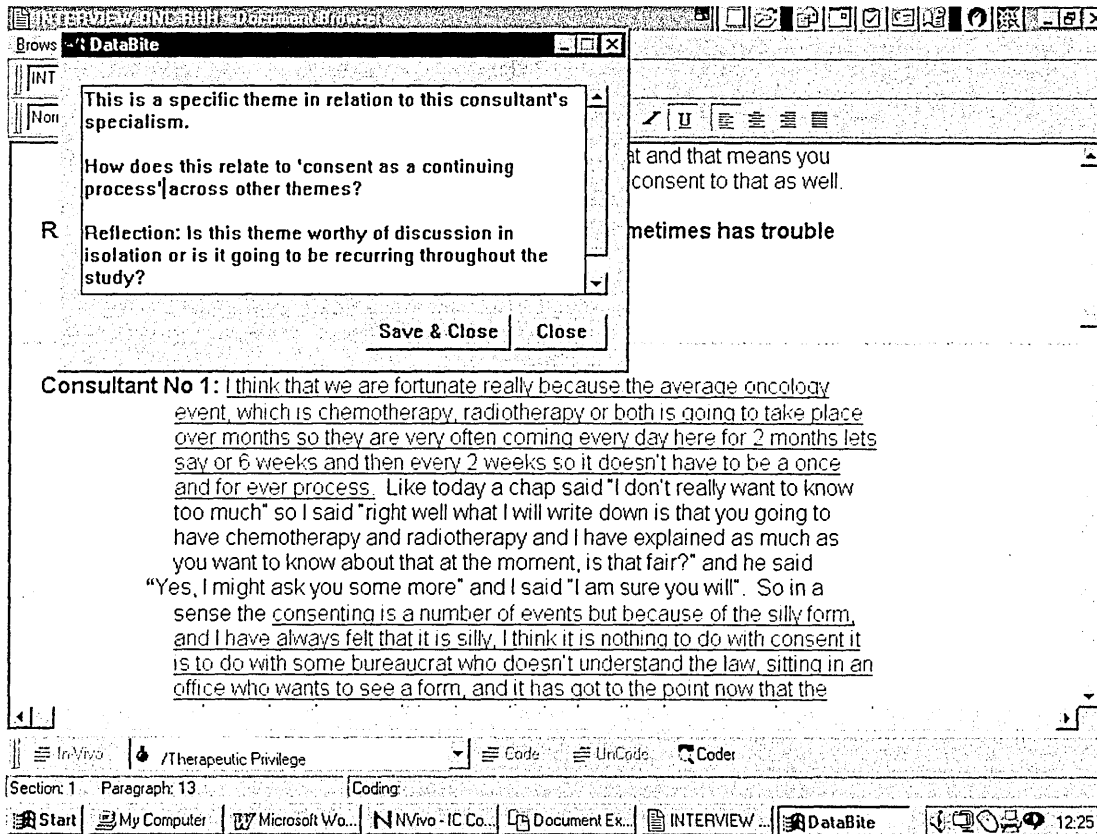 INTERVIEW ONC RHH - Document Browser
Brows
DataBite
INT
Nor
This is a specific theme in relation to this consultant's
specialism.
How does this relate to 'consent as a continuing
process' across other themes?
Reflection: Is this theme worthy of discussion in
isolation or is it going to be recurring throughout the
study?
Save & Close Close
I U
at and that means you
consent to that as well.
R
metimes has trouble
Consultant No 1: I think that we are fortunate really because the average oncology
event, which is chemotherapy, radiotherapy or both is going to take place
over months so they are very often coming every day here for 2 months lets
say or 6 weeks and then every 2 weeks so it doesn't have to be a once
and for ever process. Like today a chap said "I don't really want to know
too much" so I said "right well what I will write down is that you going to
have chemotherapy and radiotherapy and I have explained as much as
you want to know about that at the moment, is that fair?" and he said
"Yes, I might ask you some more" and I said "I am sure you will". So in a
sense the consenting is a number of events but because of the silly form,
and I have always felt that it is silly, I think it is nothing to do with consent it
is to do with some bureaucrat who doesn't understand the law, sitting in an
office who wants to see a form, and it has got to the point now that the
In-Vivo /Therapeutic Privilege Code UnCode Coder
Section: 1 Paragraph: 13 Coding:
Start My Computer Microsoft Wo... NVivo - IC Co... Document Ex... INTERVIEW ... DataBite 12:25